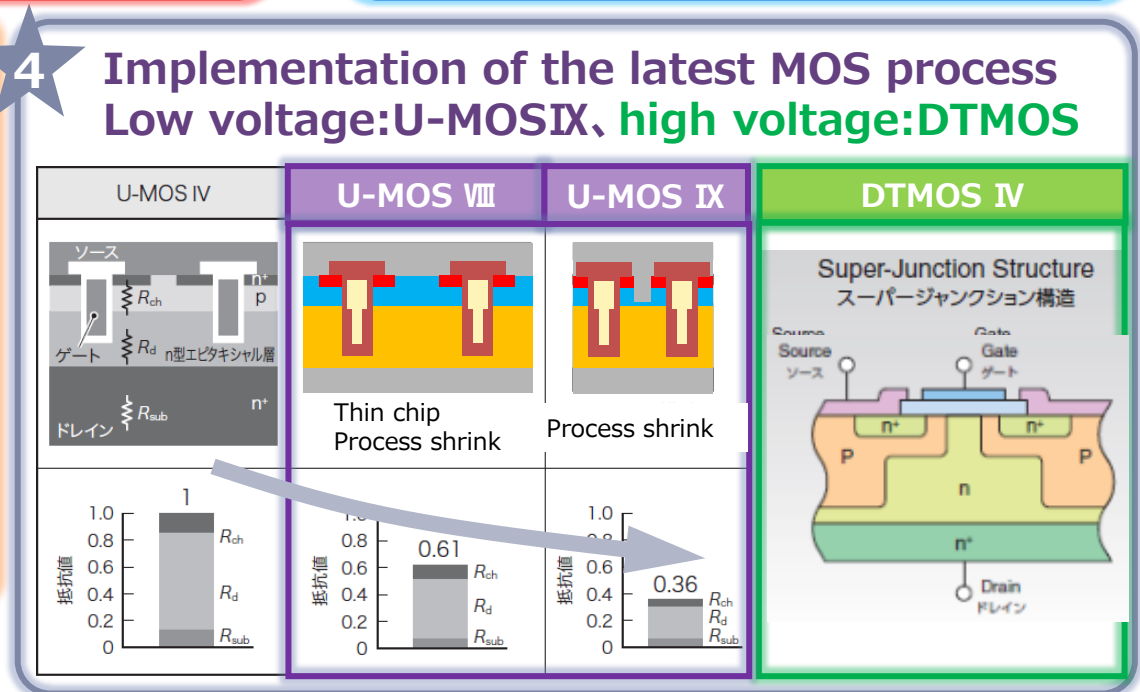 4
Implementation of the latest MOS process
Low voltage:U-MOSⅨ、high voltage:DTMOS
U-MOS IV
U-MOS Ⅷ
U-MOS Ⅸ
DTMOS Ⅳ
ソース
n⁺
p
Rch
ゲート
Rd
n型エピタキシャル層
Rsub
n⁺
ドレイン
Thin chip
Process shrink
Process shrink
Super-Junction Structure
スーパージャンクション構造
Source
Gate
Source
ソース
Gate
ゲート
n⁺
n⁺
P
P
n
n⁺
Drain
ドレイン
抵抗値
1.0
0.8
0.6
0.4
0.2
0
1
Rch
Rd
Rsub
抵抗値
0.8
0.6
0.4
0.2
0
0.61
Rch
Rd
Rsub
抵抗値
1.0
0.6
0.4
0.2
0
0.36
Rch
Rd
Rsub